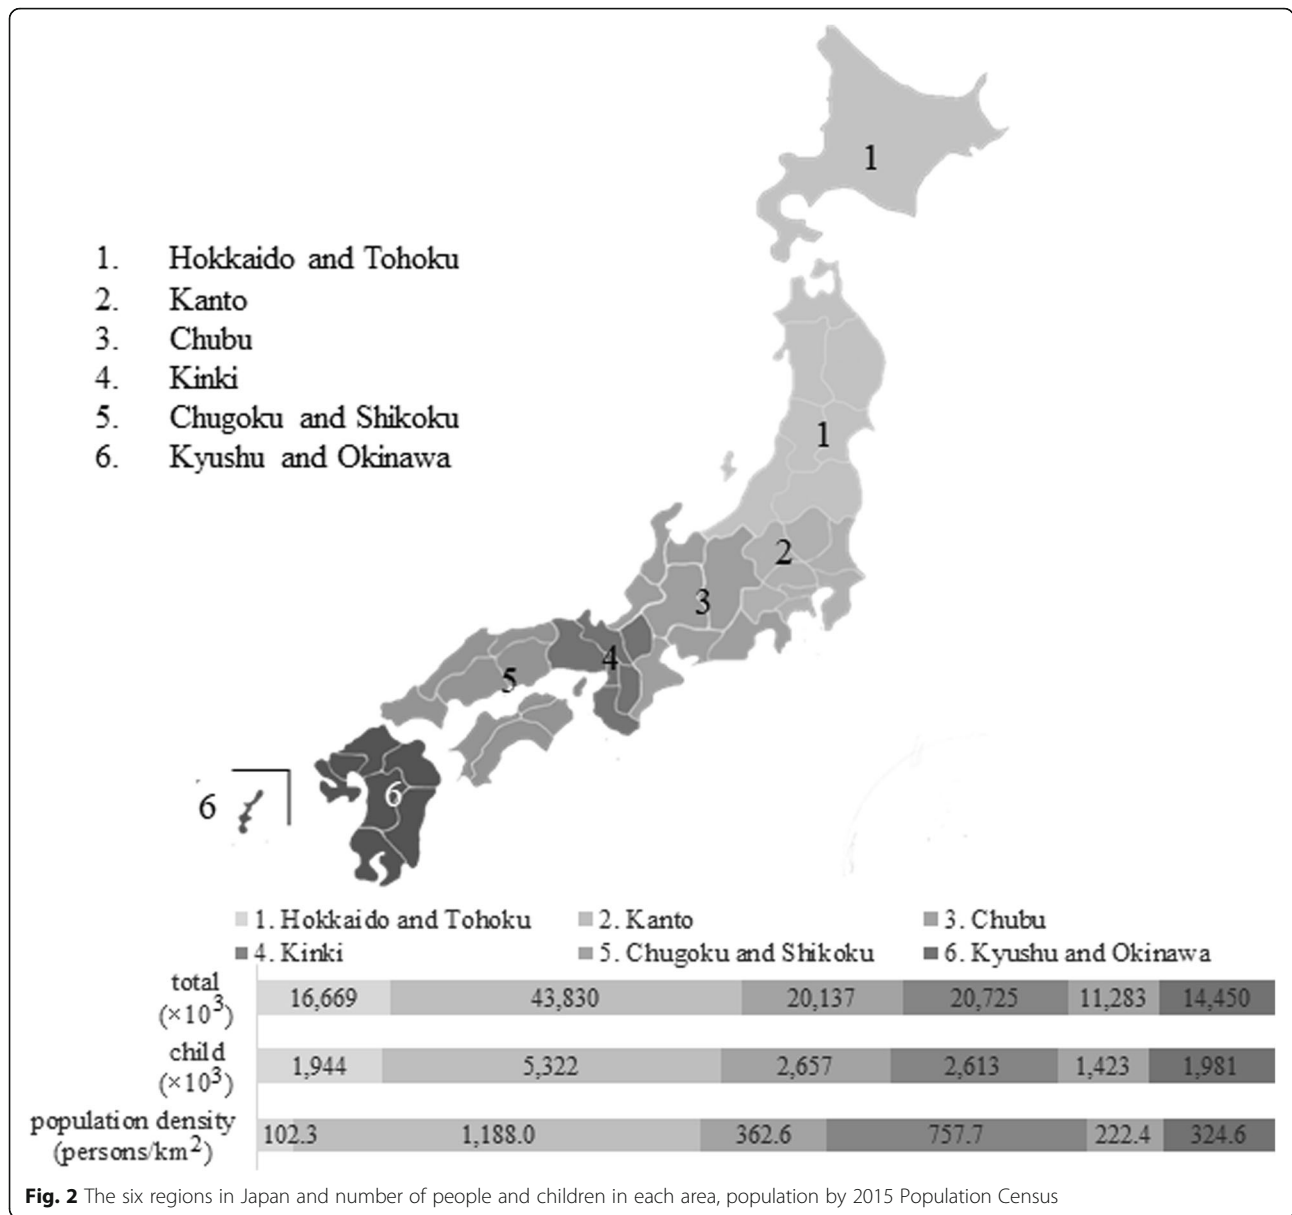 1
1. Hokkaido and Tohoku
2. Kanto
3. Chubu
4. Kinki
5. Chugoku and Shikoku
6. Kyushu and Okinawa
1
2
3
4
5
6
6
1. Hokkaido and Tohoku 2. Kanto 3. Chubu
4. Kinki 5. Chugoku and Shikoku 6. Kyushu and Okinawa
total (×10³) 16,669 43,830 20,137 20,725 11,283 14,450
child (×10³) 1,944 5,322 2,657 2,613 1,423 1,981
population density (persons/km²) 102.3 1,188.0 362.6 757.7 222.4 324.6
Fig. 2 The six regions in Japan and number of people and children in each area, population by 2015 Population Census